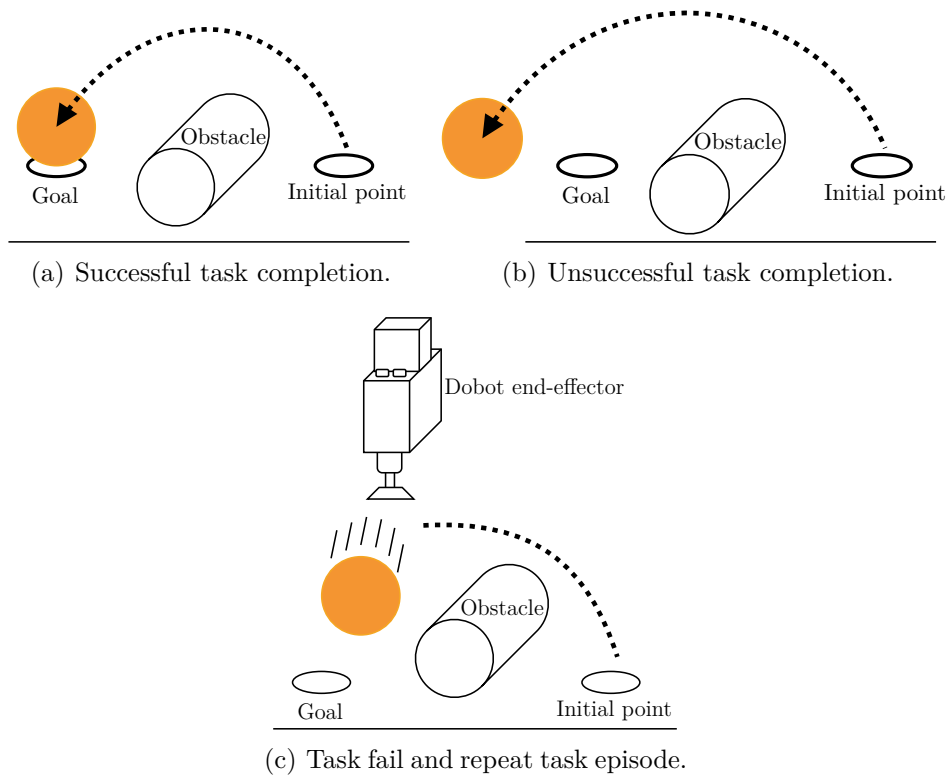 Obstacle
Goal
Initial point
(a) Successful task completion.
Obstacle
Goal
Initial point
(b) Unsuccessful task completion.
Dobot end-effector
Obstacle
Goal
Initial point
(c) Task fail and repeat task episode.